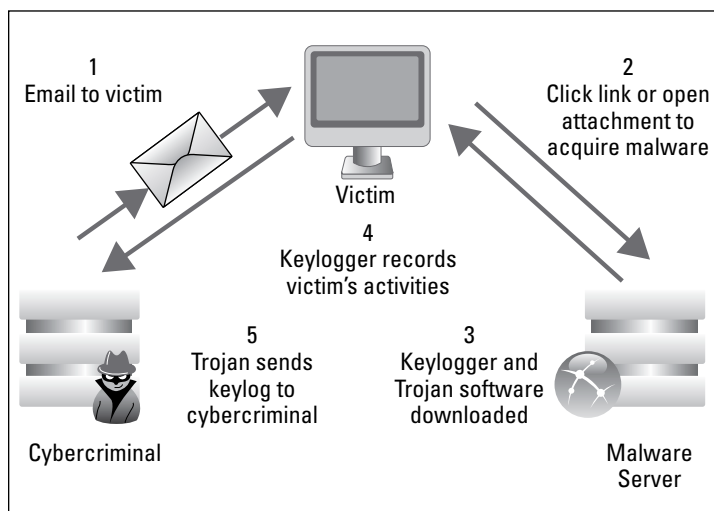 1
Email to victim
2
Click link or open
attachment to
acquire malware
Victim
4
Keylogger records
victim's activities
5
Trojan sends
keylog to
cybercriminal
3
Keylogger and
Trojan software
downloaded
Cybercriminal
Malware
Server